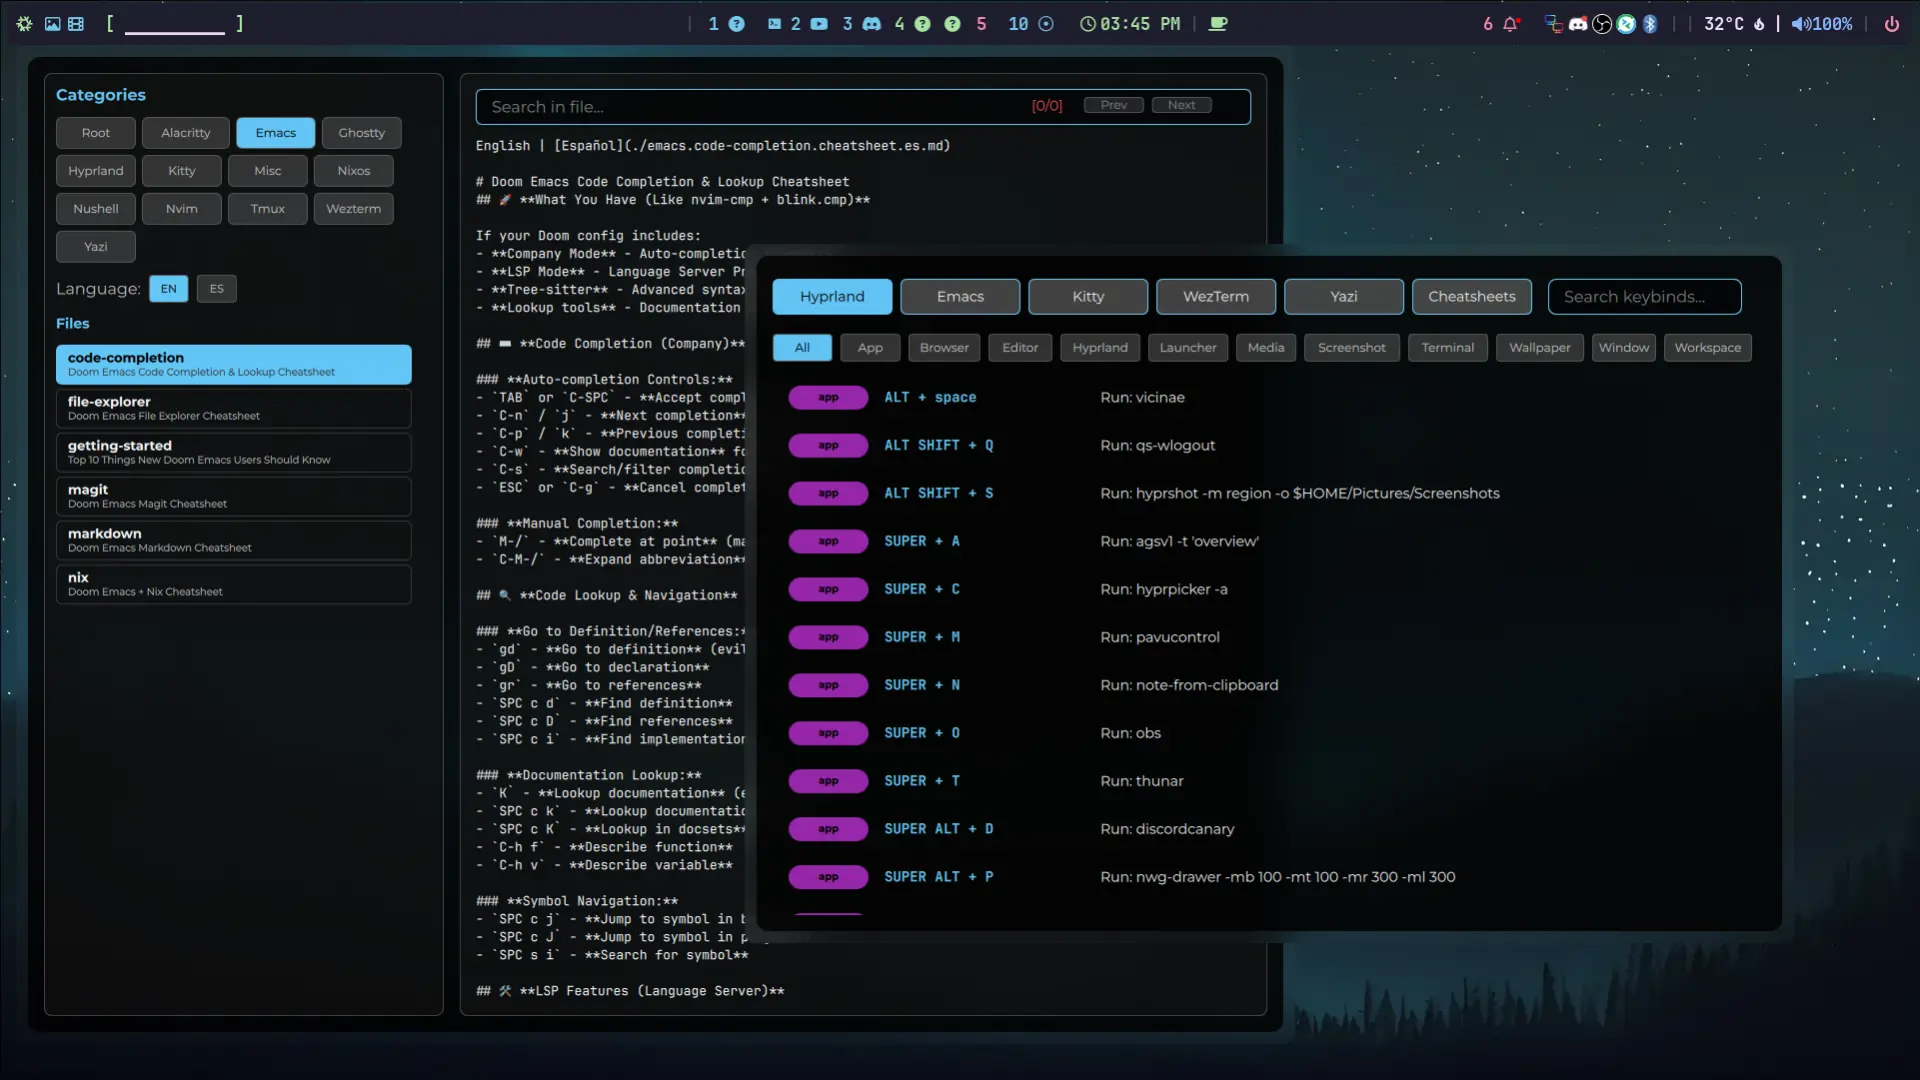 [ ________ ]
1 2 3 4 5 10 03:45 PM
6 32°C 100%
Categories
Root Alacritty Emacs Ghostty
Hyprland Kitty Misc Nixos
Nushell Nvim Tmux Wezterm
Yazi
Language: EN ES
Files
code-completion
Doom Emacs Code Completion & Lookup Cheatsheet
file-explorer
Doom Emacs File Explorer Cheatsheet
getting-started
Top 10 Things New Doom Emacs Users Should Know
magit
Doom Emacs Magit Cheatsheet
markdown
Doom Emacs Markdown Cheatsheet
nix
Doom Emacs + Nix Cheatsheet
Search in file... [0/0] Prev Next
English | [Español](./emacs.code-completion.cheatsheet.es.md)
# Doom Emacs Code Completion & Lookup Cheatsheet
## 🚀 **What You Have (Like nvim-cmp + blink.cmp)**
If your Doom config includes:
- **Company Mode** - Auto-completio
- **LSP Mode** - Language Server Pr
- **Tree-sitter** - Advanced syntax
- **Lookup tools** - Documentation
## ⌨️ **Code Completion (Company)**
### **Auto-completion Controls:**
- `TAB` or `C-SPC` - **Accept compl
- `C-n` / `j` - **Next completion**
- `C-p` / `k` - **Previous completi
- `C-w` - **Show documentation** fo
- `C-s` - **Search/filter completio
- `ESC` or `C-g` - **Cancel complet
### **Manual Completion:**
- `M-/` - **Complete at point** (ma
- `C-M-/` - **Expand abbreviation**
## 🔍 **Code Lookup & Navigation**
### **Go to Definition/References:*
- `gd` - **Go to definition** (evil
- `gD` - **Go to declaration**
- `gr` - **Go to references**
- `SPC c d` - **Find definition**
- `SPC c D` - **Find references**
- `SPC c i` - **Find implementation
### **Documentation Lookup:**
- `K` - **Lookup documentation** (e
- `SPC c k` - **Lookup documentatio
- `SPC c K` - **Lookup in docsets**
- `C-h f` - **Describe function**
- `C-h v` - **Describe variable**
### **Symbol Navigation:**
- `SPC c j` - **Jump to symbol in b
- `SPC c J` - **Jump to symbol in p
- `SPC s i` - **Search for symbol**
## 🛠️ **LSP Features (Language Server)**
Hyprland Emacs Kitty WezTerm Yazi Cheatsheets Search keybinds...
All App Browser Editor Hyprland Launcher Media Screenshot Terminal Wallpaper Window Workspace
app ALT + space Run: vicinae
app ALT SHIFT + Q Run: qs-wlogout
app ALT SHIFT + S Run: hyprshot -m region -o $HOME/Pictures/Screenshots
app SUPER + A Run: agsv1 -t 'overview'
app SUPER + C Run: hyprpicker -a
app SUPER + M Run: pavucontrol
app SUPER + N Run: note-from-clipboard
app SUPER + O Run: obs
app SUPER + T Run: thunar
app SUPER ALT + D Run: discordcanary
app SUPER ALT + P Run: nwg-drawer -mb 100 -mt 100 -mr 300 -ml 300